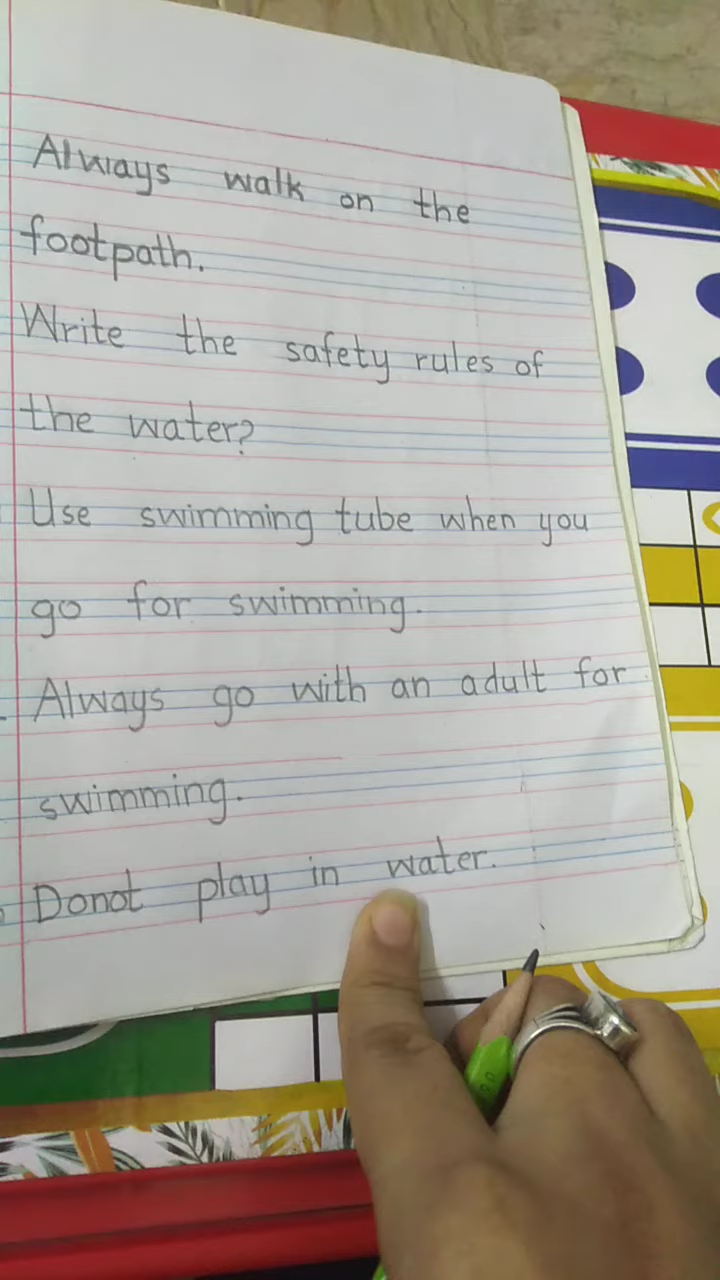 Always walk on the
footpath.
Write the safety rules of
the water?
Use swimming tube when you
go for swimming.
Always go with an adult for
swimming.
Donot play in water.